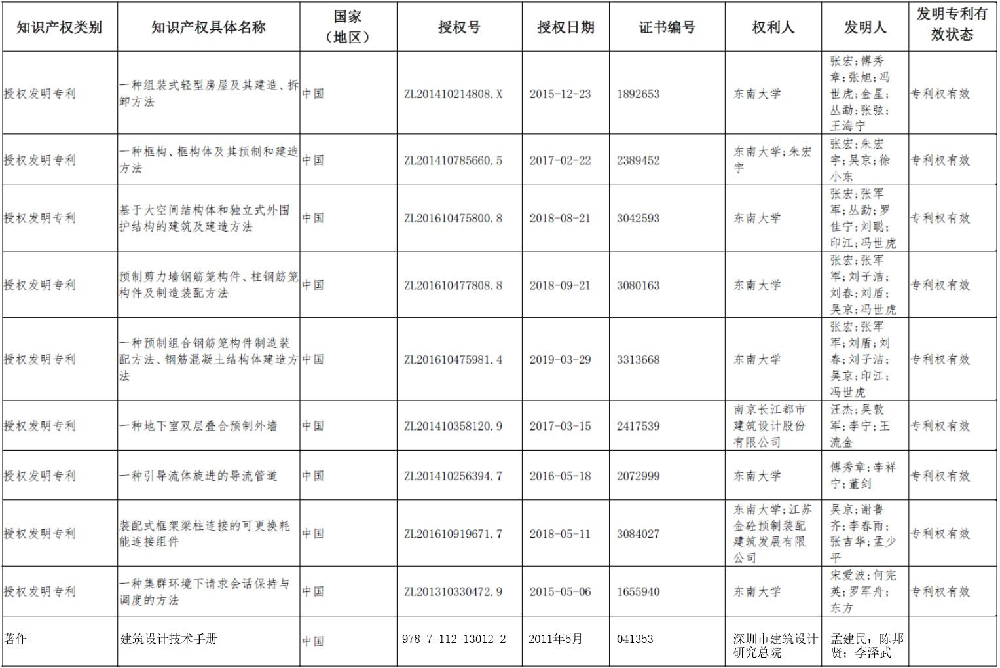 知识产权类别
知识产权具体名称
国家
（地区）
授权号
授权日期
证书编号
权利人
发明人
发明专利有
效状态
授权发明专利
一种组装式轻型房屋及其建造、拆
卸方法
中国
ZL201410214808.X
2015-12-23
1892653
东南大学
张宏;傅秀
章;张旭;冯
世虎;金星;
丛勐;张弦;
王海宁
专利权有效
授权发明专利
一种框构、框构体及其预制和建造
方法
中国
ZL201410785660.5
2017-02-22
2389452
东南大学;朱宏
宇
张宏;朱宏
宇;吴京;徐
小东
专利权有效
授权发明专利
基于大空间结构体和独立式外围
护结构的建筑及建造方法
中国
ZL201610475800.8
2018-08-21
3042593
东南大学
张宏;张军
军;丛勐;罗
佳宁;刘聪;
印江;冯世虎
专利权有效
授权发明专利
预制剪力墙钢筋笼构件、柱钢筋笼
构件及制造装配方法
中国
ZL201610477808.8
2018-09-21
3080163
东南大学
张宏;张军
军;刘子洁;
刘春;刘盾;
吴京;冯世虎
专利权有效
授权发明专利
一种预制组合钢筋笼构件制造装
配方法、钢筋混凝土结构体建造方
法
中国
ZL201610475981.4
2019-03-29
3313668
东南大学
张宏;张军
军;刘盾;刘
春;刘子洁;
吴京;印江;
冯世虎
专利权有效
授权发明专利
一种地下室双层叠合预制外墙
中国
ZL201410358120.9
2017-03-15
2417539
南京长江都市
建筑设计股份
有限公司
汪杰;吴敦
军;李宁;王
流金
专利权有效
授权发明专利
一种引导流体旋进的导流管道
中国
ZL201410256394.7
2016-05-18
2072999
东南大学
傅秀章;李祥
宁;董剑
专利权有效
授权发明专利
装配式框架梁柱连接的可更换耗
能连接组件
中国
ZL201610919671.7
2018-05-11
3084027
东南大学;江苏
金砼预制装配
建筑发展有限
公司
吴京;谢鲁
齐;李春雨;
张吉华;孟少
平
专利权有效
授权发明专利
一种集群环境下请求会话保持与
调度的方法
中国
ZL201310330472.9
2015-05-06
1655940
东南大学
宋爱波;何宪
英;罗军舟;
东方
专利权有效
著作
建筑设计技术手册
中国
978-7-112-13012-2
2011年5月
041353
深圳市建筑设计
研究总院
孟建民；陈邦
贤；李泽武